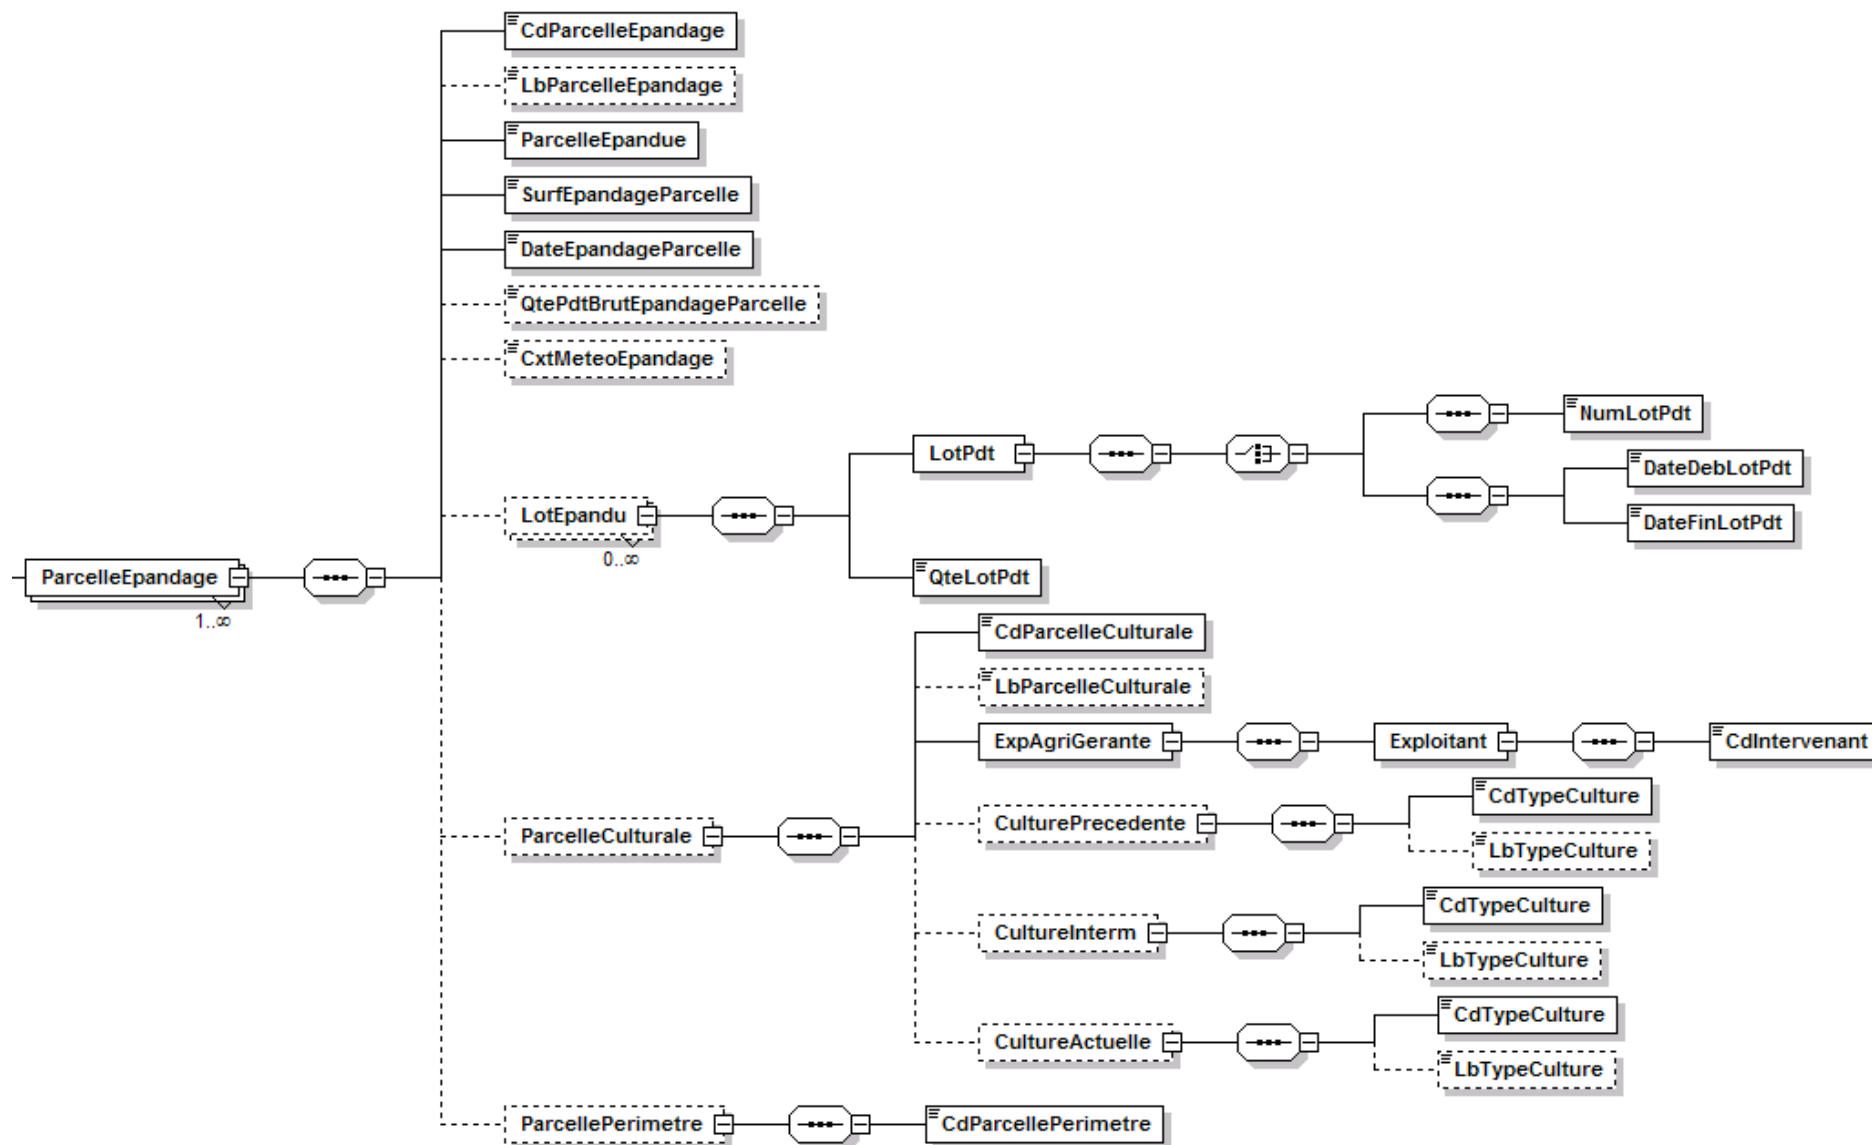 CdParcelleEpandage
LbParcelleEpandage
ParcelleEpandue
SurfEpandageParcelle
DateEpandageParcelle
QtePdtBrutEpandageParcelle
CxtMeteoEpandage
NumLotPdt
LotPdt
DateDebLotPdt
LotEpandu
DateFinLotPdt
0..∞
ParcelleEpandage
QteLotPdt
1..∞
CdParcelleCulturale
LbParcelleCulturale
ExpAgriGerante
Exploitant
CdIntervenant
CdTypeCulture
CulturePrecedente
ParcelleCulturale
LbTypeCulture
CdTypeCulture
CultureInterm
LbTypeCulture
CdTypeCulture
CultureActuelle
LbTypeCulture
ParcellePerimetre
CdParcellePerimetre